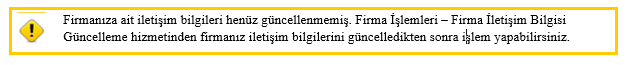 Firmanıza ait iletişim bilgileri henüz güncellenmemiş. Firma İşlemleri – Firma İletişim Bilgisi
Güncelleme hizmetinden firmanız iletişim bilgilerini güncelledikten sonra işlem yapabilirsiniz.